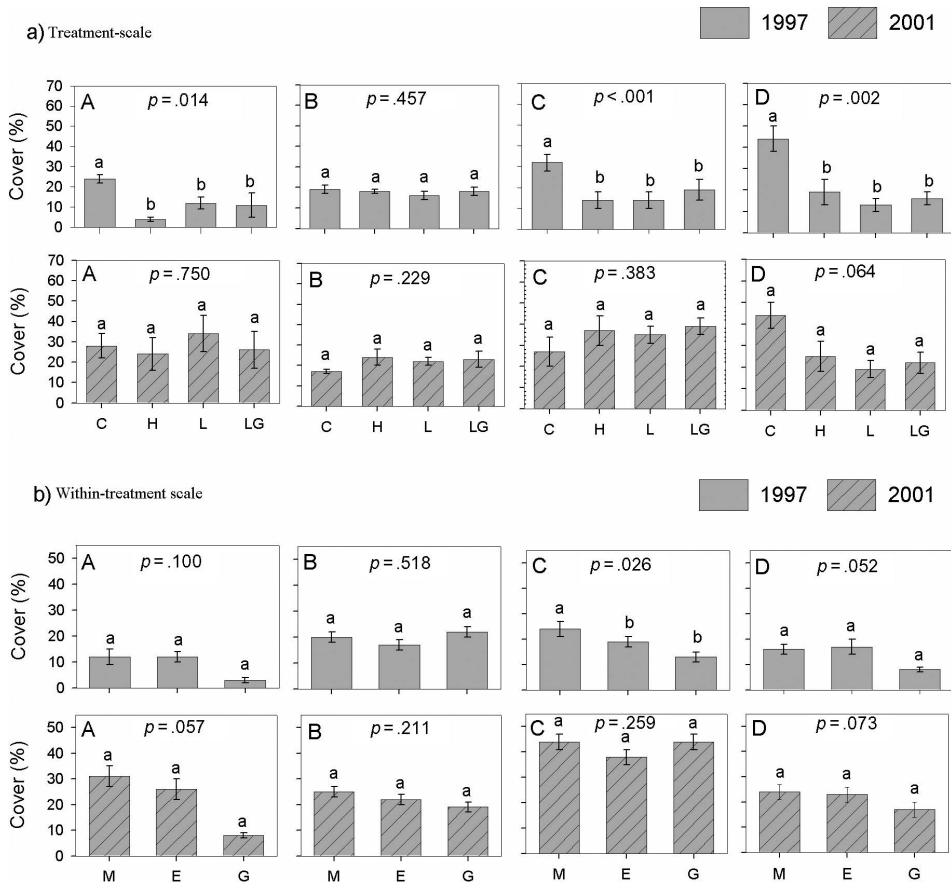 1997 2001
a) Treatment-scale
A p = .014 B p = .457 C p < .001 D p = .002
Cover (%)
70
60
50
40
30
20
10
0
a b b b a a a a a b b b a b b b
A p = .750 B p = .229 C p = .383 D p = .064
Cover (%)
70
60
50
40
30
20
10
0
a a a a a a a a a a a a a a a a
C H L LG C H L LG C H L LG C H L LG
b) Within-treatment scale
1997 2001
A p = .100 B p = .518 C p = .026 D p = .052
Cover (%)
50
40
30
20
10
0
a a a a a a a b b a a a
A p = .057 B p = .211 C p = .259 D p = .073
Cover (%)
50
40
30
20
10
0
a a a a a a a a a a a a
M E G M E G M E G M E G